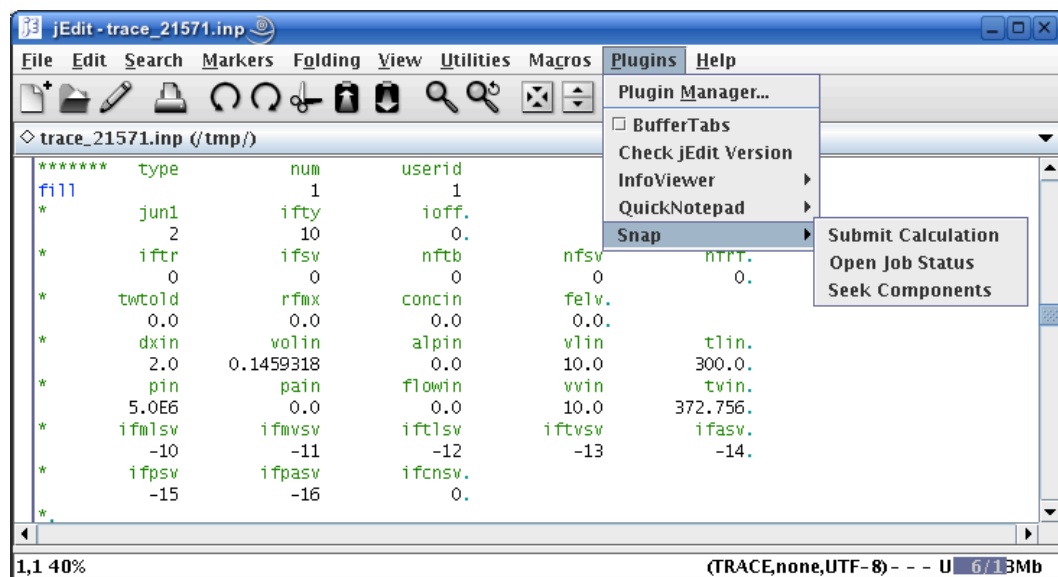 jEdit - trace_21571.inp
File Edit Search Markers Folding View Utilities Macros Plugins Help
Plugin Manager...
BufferTabs
Check jEdit Version
InfoViewer
QuickNotepad
Snap
Submit Calculation
Open Job Status
Seek Components
trace_21571.inp (/tmp/)
******* type num userid
fill 1 1
* jun1 ifty ioff.
2 10 0.
* iftr ifsv nftb nfsv nfrf.
0 0 0 0 0.
* twtold rfmx concin felv.
0.0 0.0 0.0 0.0.
* dxin volin alpin vlin tlin.
2.0 0.1459318 0.0 10.0 300.0.
* pin pain flowin vvin tvin.
5.0E6 0.0 0.0 10.0 372.756.
* ifmlsv ifmvsv iftlsv iftvsv ifasv.
-10 -11 -12 -13 -14.
* ifpsv ifpasv ifcnsv.
-15 -16 0.
*.
1,1 40% (TRACE,none,UTF-8) - - - U 6/13Mb